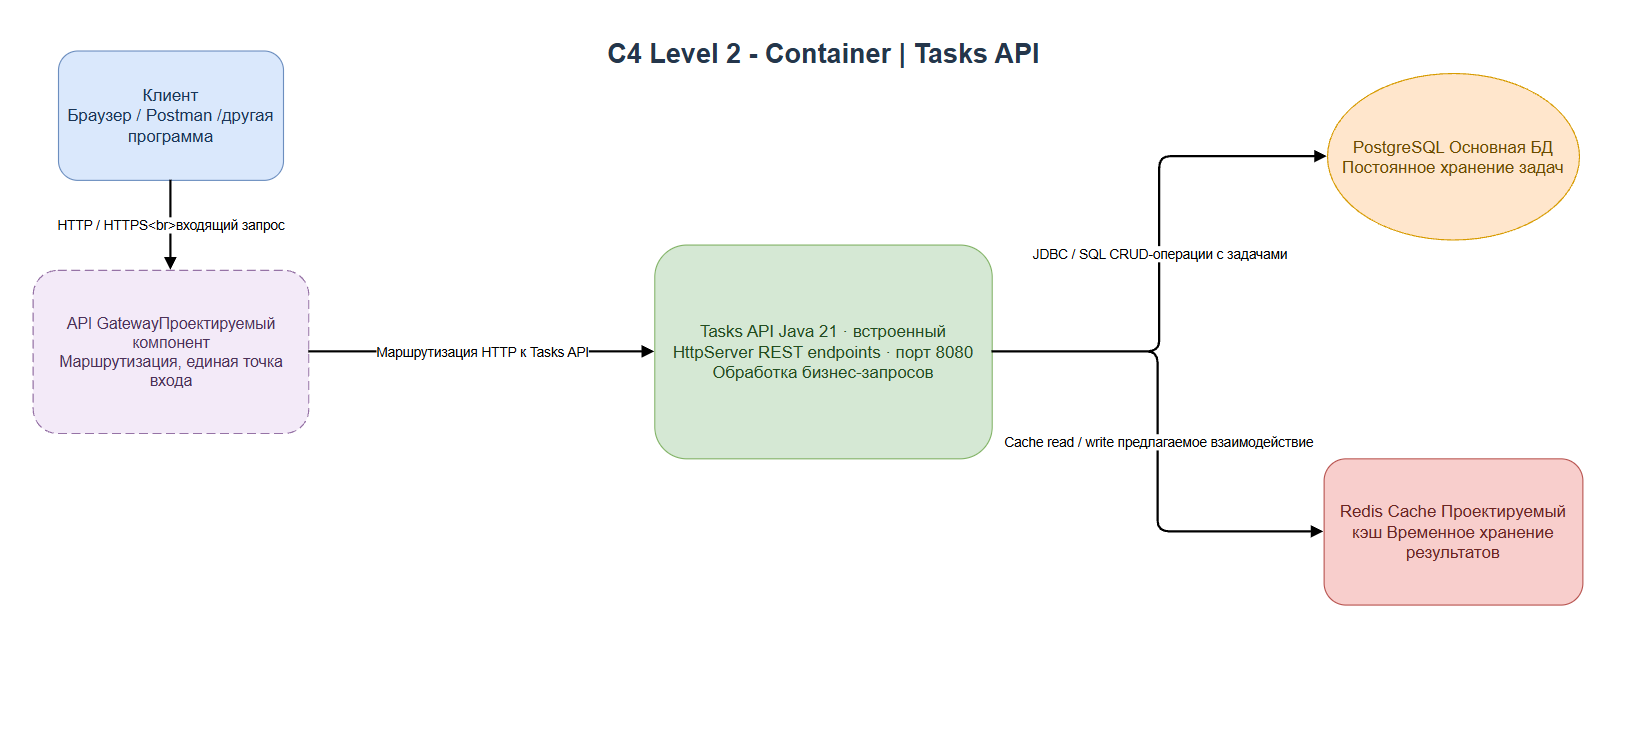 C4 Level 2 - Container | Tasks API
Клиент
Браузер / Postman /другая
программа
HTTP / HTTPS<br>входящий запрос
API GatewayПроектируемый
компонент
Маршрутизация, единая точка
входа
Маршрутизация HTTP к Tasks API
Tasks API Java 21 · встроенный
HttpServer REST endpoints · порт 8080
Обработка бизнес-запросов
JDBC / SQL CRUD-операции с задачами
PostgreSQL Основная БД
Постоянное хранение задач
Cache read / write предлагаемое взаимодействие
Redis Cache Проектируемый
кэш Временное хранение
результатов